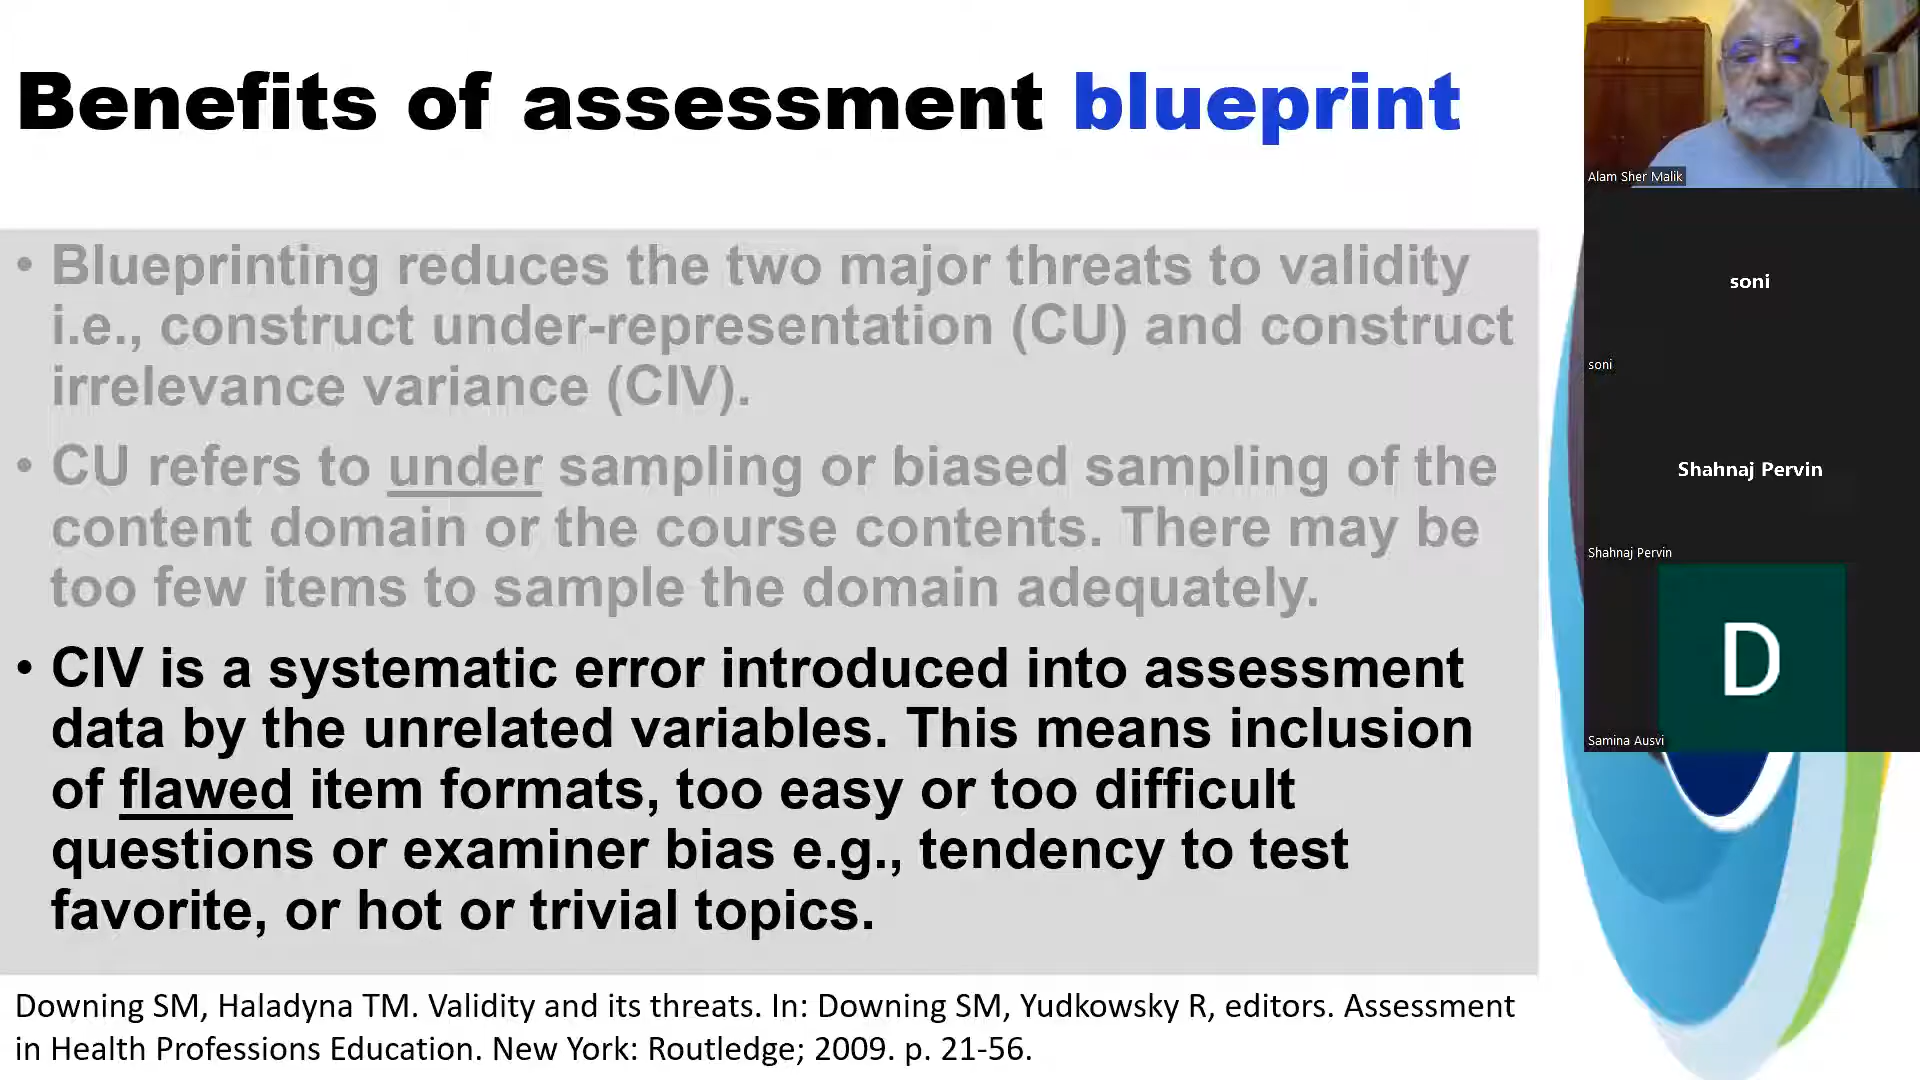 Benefits of assessment blueprint
• Blueprinting reduces the two major threats to validity
i.e., construct under-representation (CU) and construct
irrelevance variance (CIV).
• CU refers to under sampling or biased sampling of the
content domain or the course contents. There may be
too few items to sample the domain adequately.
• CIV is a systematic error introduced into assessment
data by the unrelated variables. This means inclusion
of flawed item formats, too easy or too difficult
questions or examiner bias e.g., tendency to test
favorite, or hot or trivial topics.
Downing SM, Haladyna TM. Validity and its threats. In: Downing SM, Yudkowsky R, editors. Assessment
in Health Professions Education. New York: Routledge; 2009. p. 21-56.
Alam Sher Malik
soni
soni
Shahnaj Pervin
Shahnaj Pervin
D
Samina Ausvi